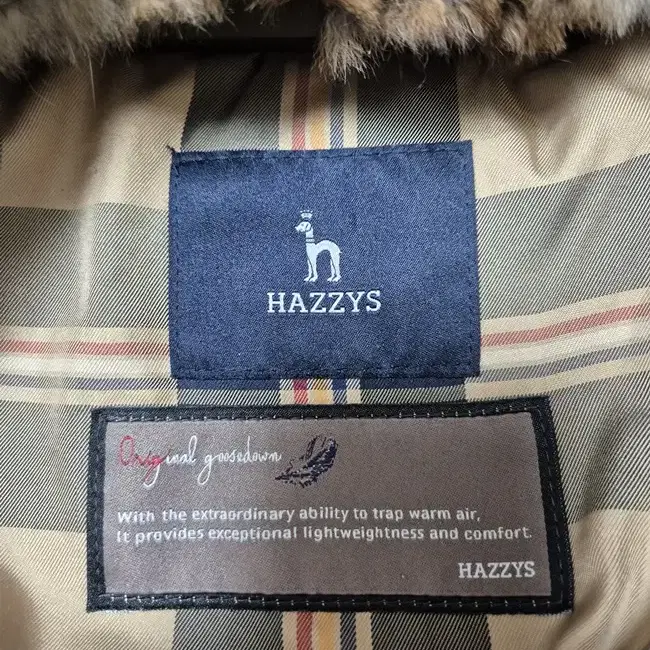 HAZZYS
Original goosedown
With the extraordinary ability to trap warm air,
It provides exceptional lightweightness and comfort.
HAZZYS